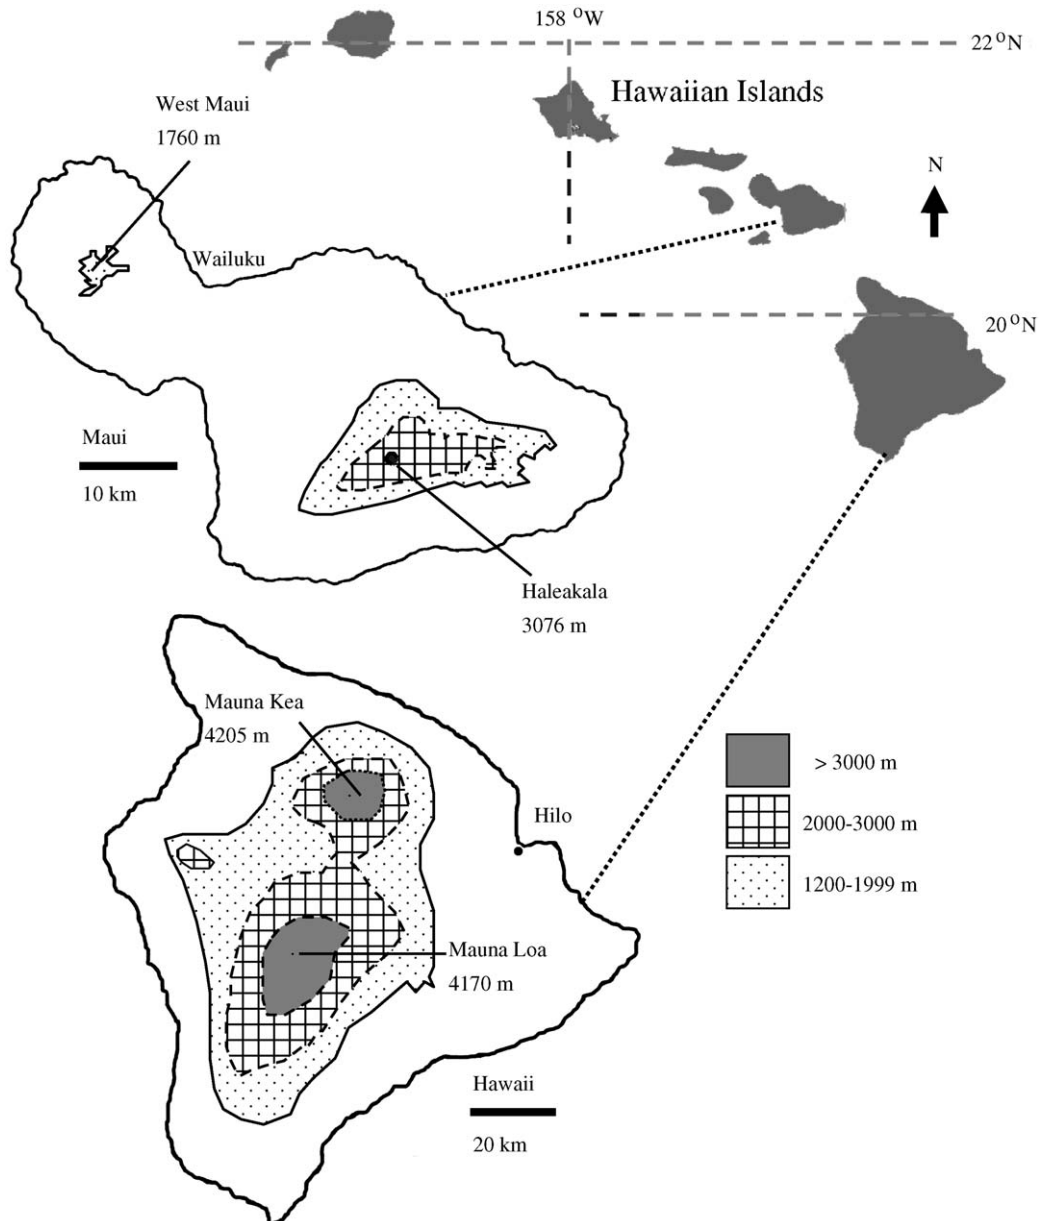 158 °W
22°N
Hawaiian Islands
West Maui
1760 m
N
Wailuku
20°N
Maui
10 km
Haleakala
3076 m
Mauna Kea
4205 m
> 3000 m
Hilo
2000-3000 m
1200-1999 m
Mauna Loa
4170 m
Hawaii
20 km